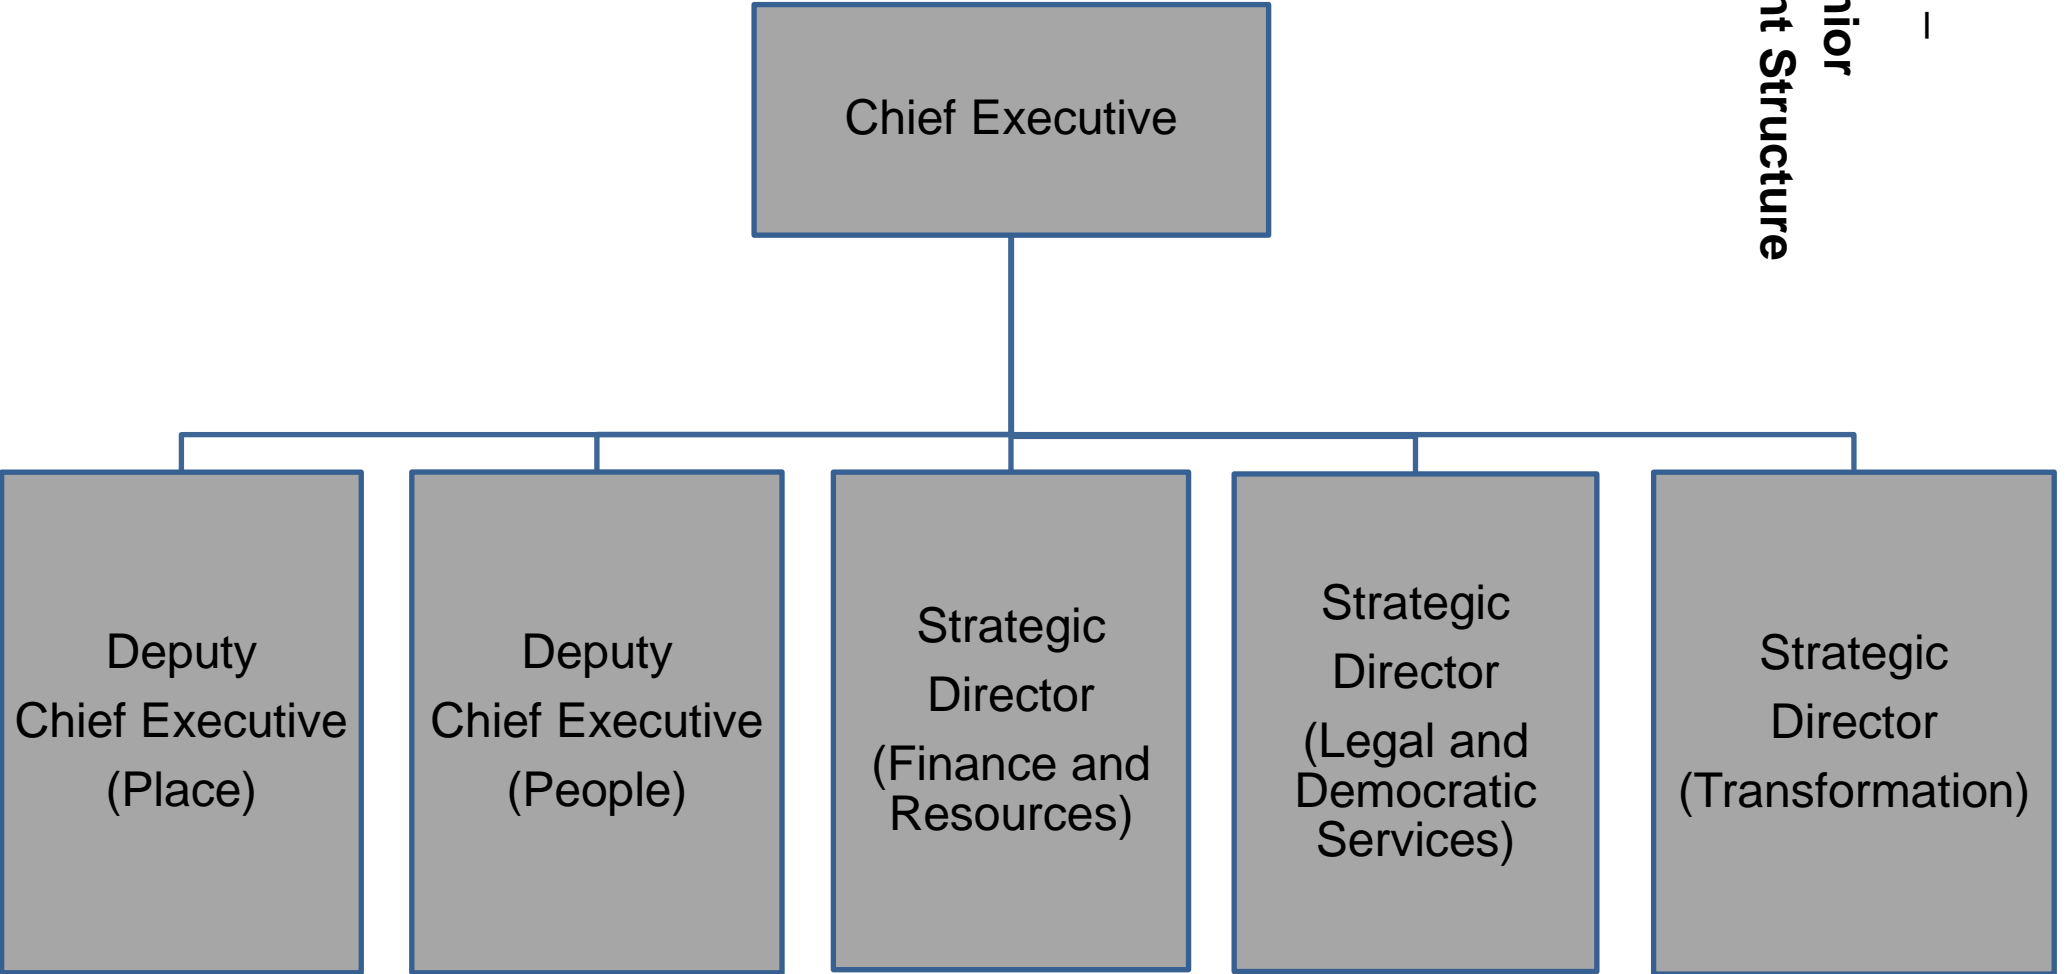 –
nior
nt Structure
Chief Executive
Deputy
Chief Executive
(Place)
Deputy
Chief Executive
(People)
Strategic
Director
(Finance and
Resources)
Strategic
Director
(Legal and
Democratic
Services)
Strategic
Director
(Transformation)